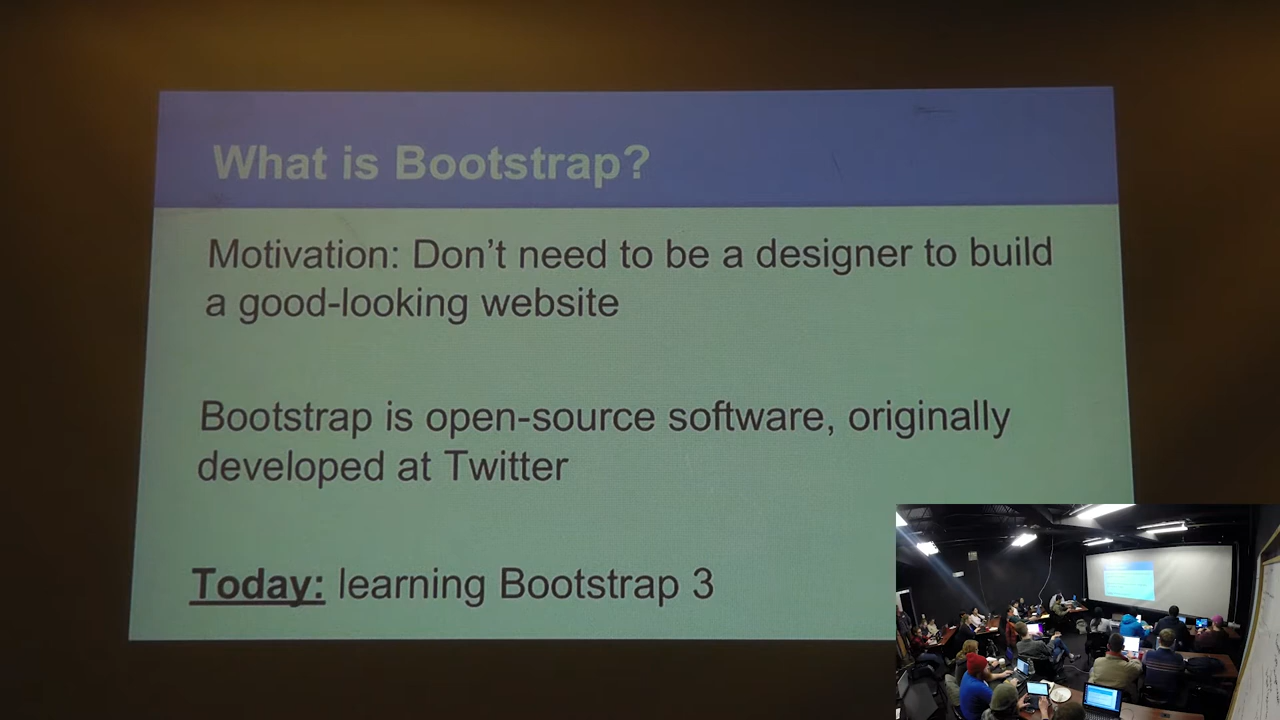 What is Bootstrap?
Motivation: Don't need to be a designer to build
a good-looking website
Bootstrap is open-source software, originally
developed at Twitter
Today: learning Bootstrap 3